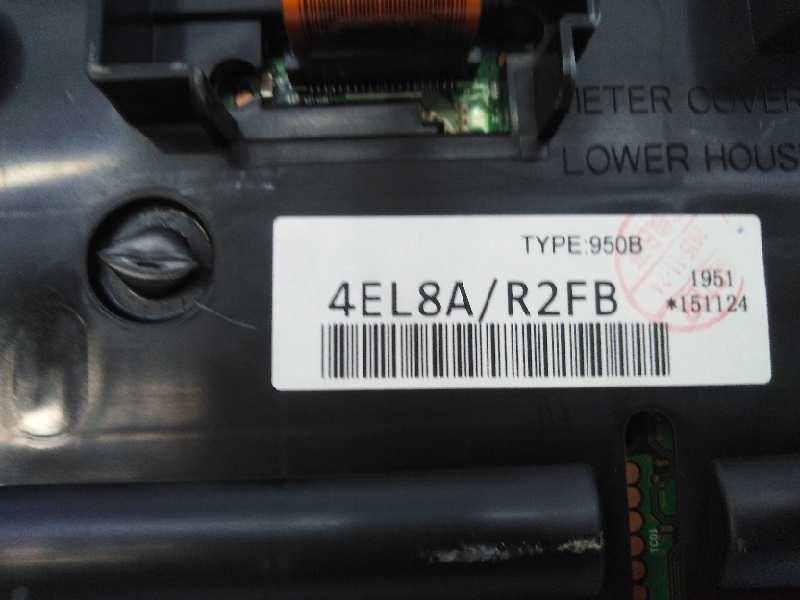 METER COVER
LOWER HOUS
TYPE:950B
4EL8A/R2FB
1951
*151124